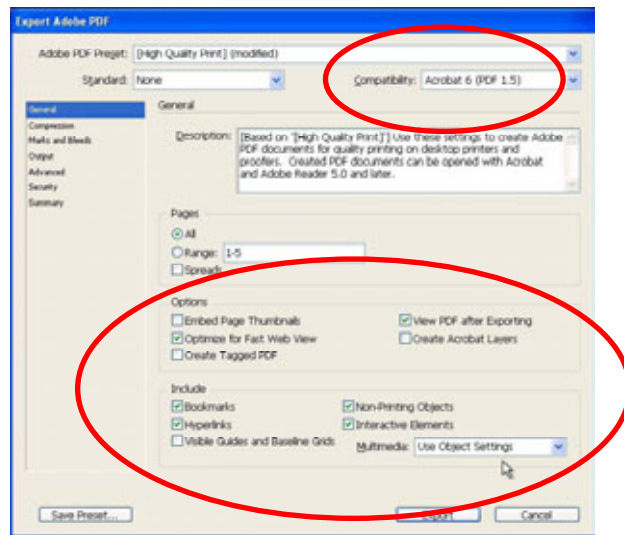 Export Adobe PDF
Adobe PDF Preset: [High Quality Print] (modified)
Standard: None Compatibility: Acrobat 6 (PDF 1.5)
General
Compression
Marks and Bleeds
Output
Advanced
Security
Summary
General
Description: [Based on "[High Quality Print]"] Use these settings to create Adobe
PDF documents for quality printing on desktop printers and
proofers. Created PDF documents can be opened with Acrobat
and Adobe Reader 5.0 and later.
Pages
All
Range: 1-5
Spreads
Options
Embed Page Thumbnails View PDF after Exporting
Optimize for Fast Web View Create Acrobat Layers
Create Tagged PDF
Include
Bookmarks Non-Printing Objects
Hyperlinks Interactive Elements
Visible Guides and Baseline Grids Multimedia: Use Object Settings
Save Preset... Export Cancel